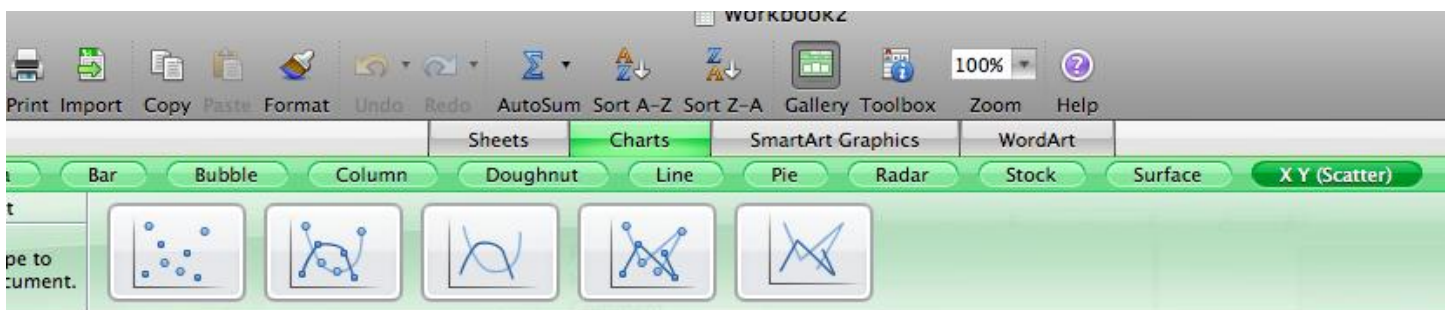 Workbook2
100%
Print Import Copy Paste Format Undo Redo AutoSum Sort A-Z Sort Z-A Gallery Toolbox Zoom Help
Sheets Charts SmartArt Graphics WordArt
Bar Bubble Column Doughnut Line Pie Radar Stock Surface X Y (Scatter)
t
pe to
cument.